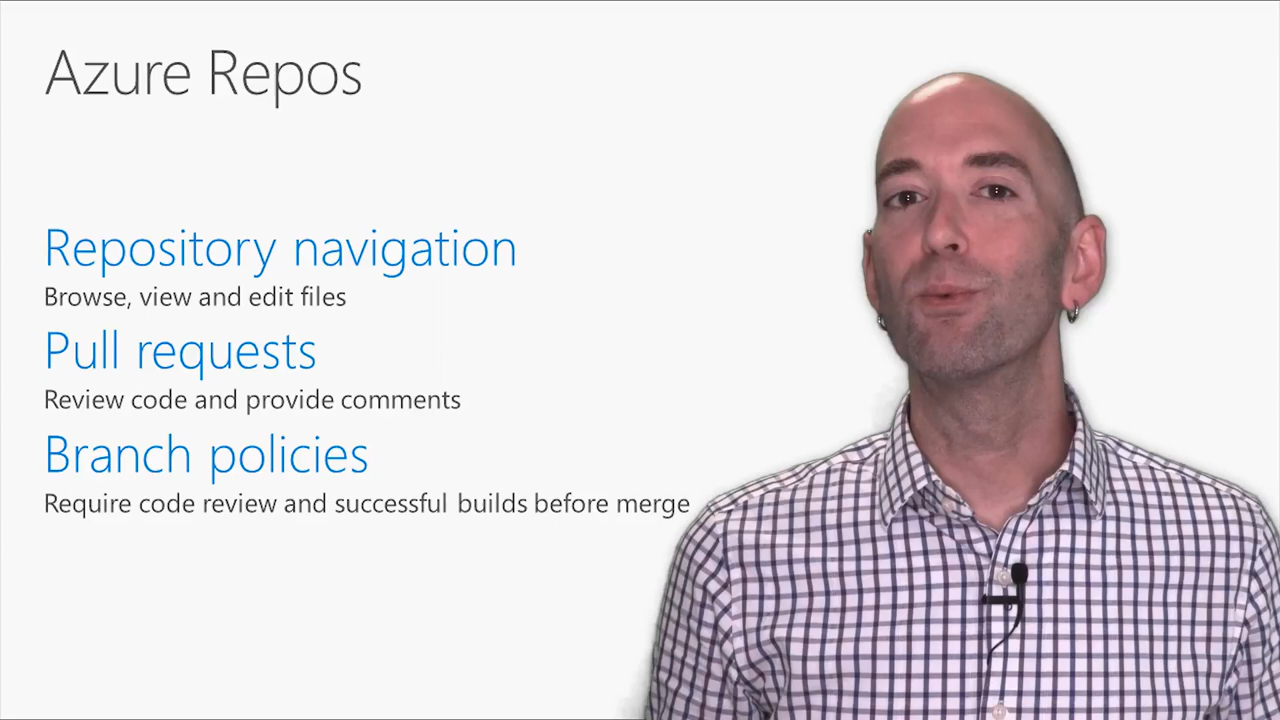 Azure Repos
Repository navigation
Browse, view and edit files
Pull requests
Review code and provide comments
Branch policies
Require code review and successful builds before merge